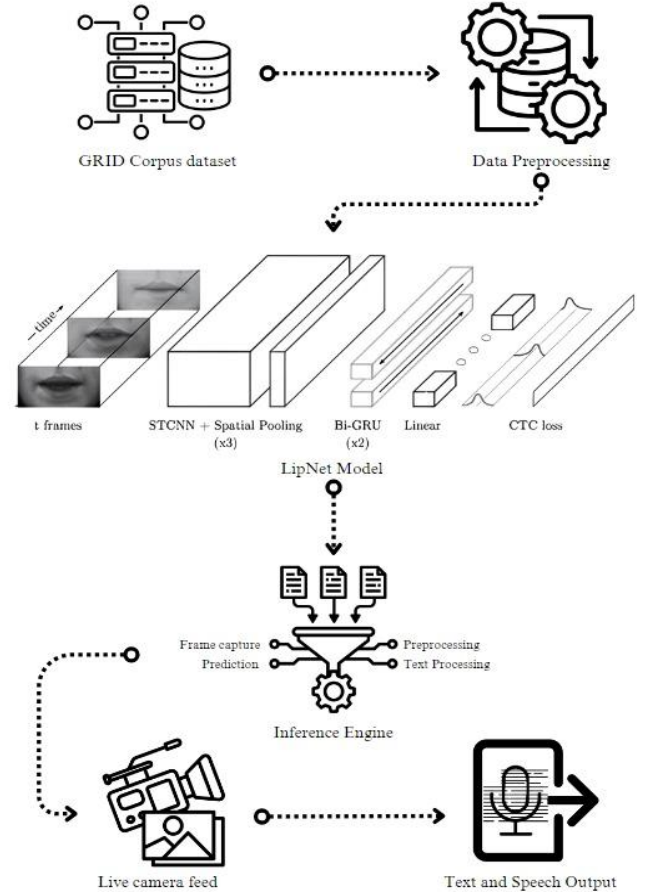 GRID Corpus dataset
Data Preprocessing
—time→
t frames
STCNN + Spatial Pooling
(x3)
Bi-GRU
(x2)
Linear
CTC loss
LipNet Model
Frame capture
Preprocessing
Prediction
Text Processing
Inference Engine
Live camera feed
Text and Speech Output